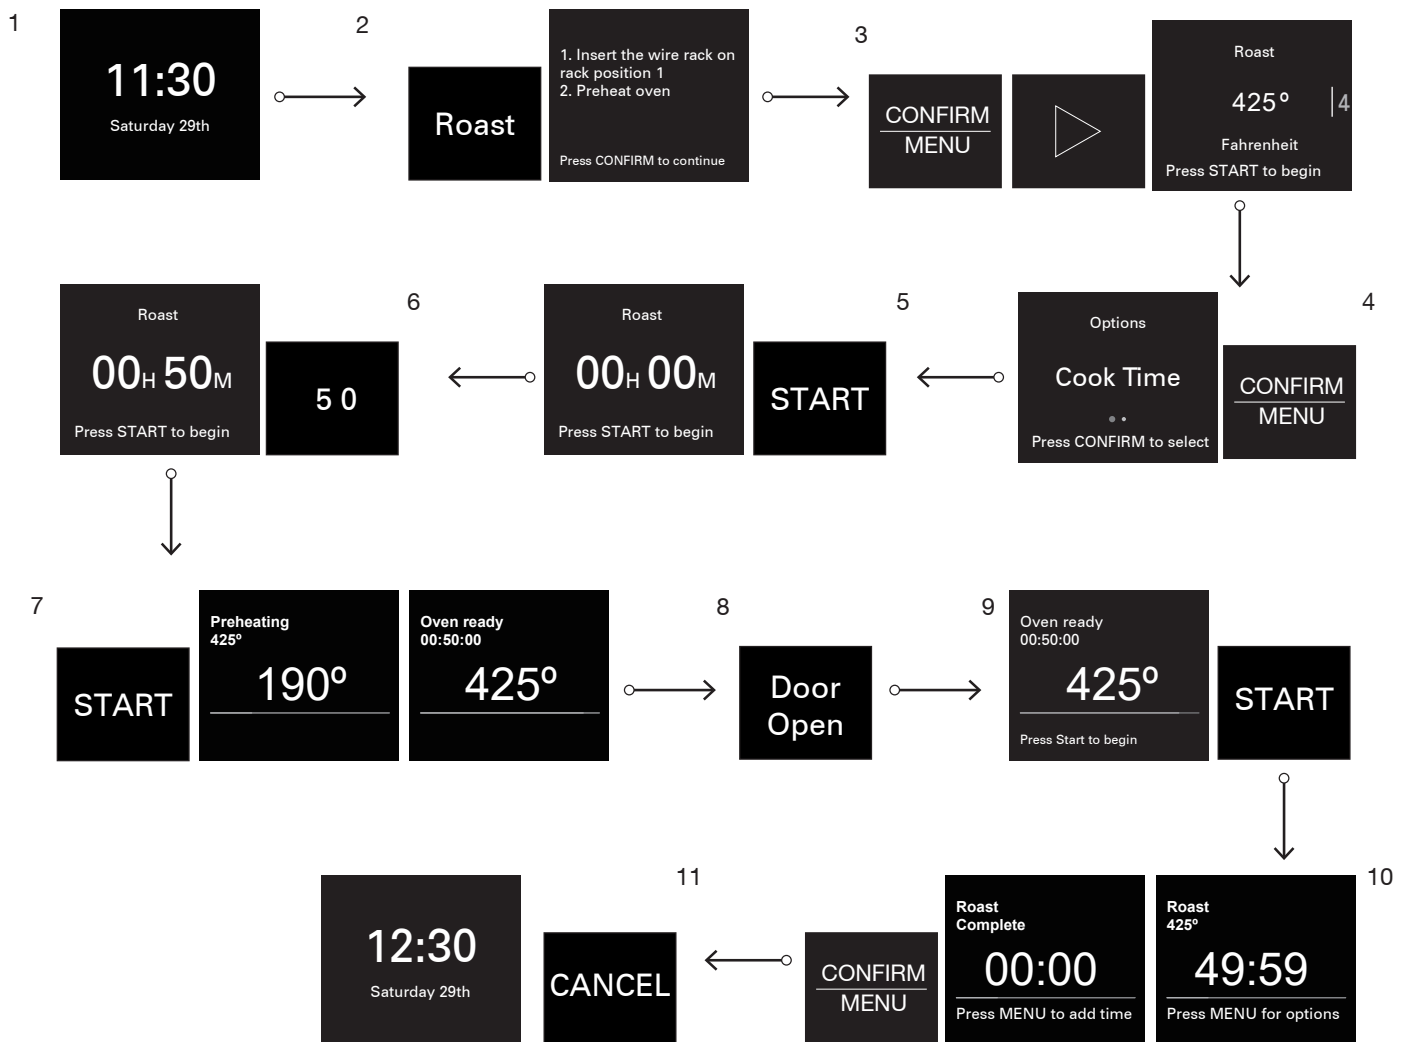 1
11:30
Saturday 29th
2
Roast
1. Insert the wire rack on
rack position 1
2. Preheat oven
Press CONFIRM to continue
3
CONFIRM
MENU
Roast
425º |4
Fahrenheit
Press START to begin
4
Options
Cook Time
Press CONFIRM to select
CONFIRM
MENU
5
Roast
00H 00M
Press START to begin
START
6
Roast
00H 50M
Press START to begin
5 0
7
START
Preheating
425º
190º
Oven ready
00:50:00
425º
8
Door
Open
9
Oven ready
00:50:00
425º
Press Start to begin
START
10
Roast
425º
49:59
Press MENU for options
Roast
Complete
00:00
Press MENU to add time
CONFIRM
MENU
11
CANCEL
12:30
Saturday 29th